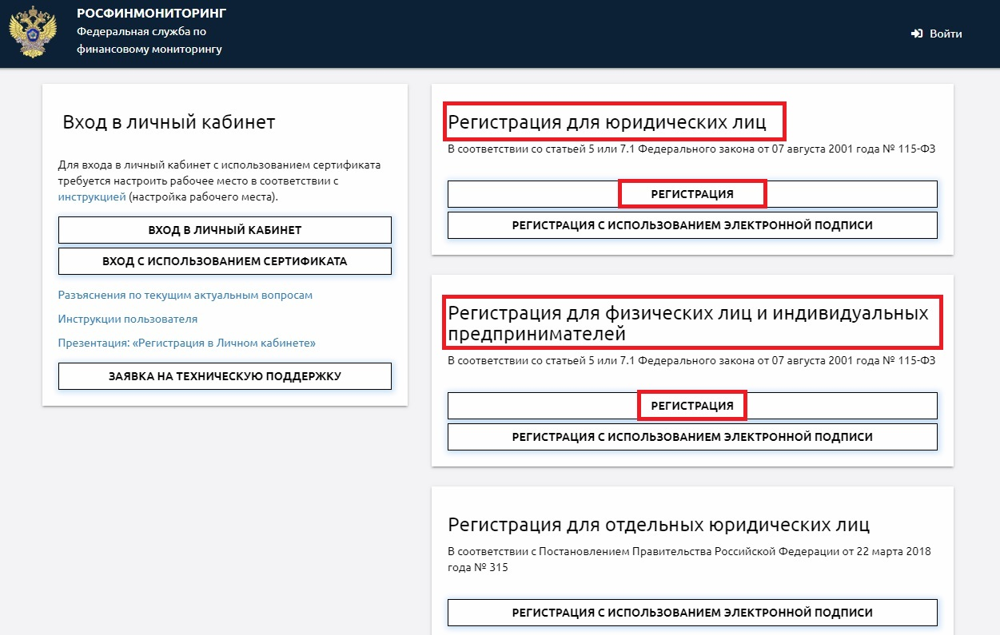 РОСФИНМОНИТОРИНГ
Федеральная служба по
финансовому мониторингу
Войти
Вход в личный кабинет
Для входа в личный кабинет с использованием сертификата
требуется настроить рабочее место в соответствии с
инструкцией (настройка рабочего места).
ВХОД В ЛИЧНЫЙ КАБИНЕТ
ВХОД С ИСПОЛЬЗОВАНИЕМ СЕРТИФИКАТА
Разъяснения по текущим актуальным вопросам
Инструкции пользователя
Презентация: «Регистрация в Личном кабинете»
ЗАЯВКА НА ТЕХНИЧЕСКУЮ ПОДДЕРЖКУ
Регистрация для юридических лиц
В соответствии со статьей 5 или 7.1 Федерального закона от 07 августа 2001 года № 115-ФЗ
РЕГИСТРАЦИЯ
РЕГИСТРАЦИЯ С ИСПОЛЬЗОВАНИЕМ ЭЛЕКТРОННОЙ ПОДПИСИ
Регистрация для физических лиц и индивидуальных
предпринимателей
В соответствии со статьей 5 или 7.1 Федерального закона от 07 августа 2001 года № 115-ФЗ
РЕГИСТРАЦИЯ
РЕГИСТРАЦИЯ С ИСПОЛЬЗОВАНИЕМ ЭЛЕКТРОННОЙ ПОДПИСИ
Регистрация для отдельных юридических лиц
В соответствии с Постановлением Правительства Российской Федерации от 22 марта 2018
года № 315
РЕГИСТРАЦИЯ С ИСПОЛЬЗОВАНИЕМ ЭЛЕКТРОННОЙ ПОДПИСИ